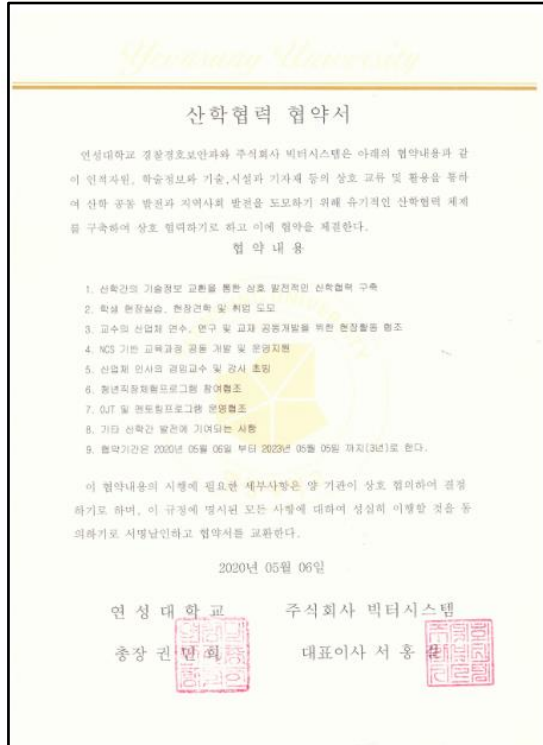 Yeonsung University
산학협력 협약서
연성대학교 경찰경호보안과와 주식회사 빅터시스템은 아래의 협약내용과 같
이 인적자원, 학술정보와 기술,시설과 기자재 등의 상호 교류 및 활용을 통하
여 산학 공동 발전과 지역사회 발전을 도모하기 위해 유기적인 산학협력 체제
를 구축하여 상호 협력하기로 하고 이에 협약을 체결한다.
협 약 내 용
1. 산학간의 기술정보 교환을 통한 상호 발전적인 산학협력 구축
2. 학생 현장실습, 현장견학 및 취업 도모
3. 교수의 산업체 연수, 연구 및 교재 공동개발을 위한 현장활동 협조
4. NCS 기반 교육과정 공동 개발 및 운영지원
5. 산업체 인사의 겸임교수 및 강사 초빙
6. 청년직장체험프로그램 참여협조
7. OJT 및 멘토링프로그램 운영협조
8. 기타 산학간 발전에 기여되는 사항
9. 협약기간은 2020년 05월 06일 부터 2023년 05월 05일 까지(3년)로 한다.
이 협약내용의 시행에 필요한 세부사항은 양 기관이 상호 협의하여 결정
하기로 하며, 이 규정에 명시된 모든 사항에 대하여 성실히 이행할 것을 동
의하기로 서명날인하고 협약서를 교환한다.
2020년 05월 06일
연 성 대 학 교 주식회사 빅터시스템
총장 권 민 희 대표이사 서 홍